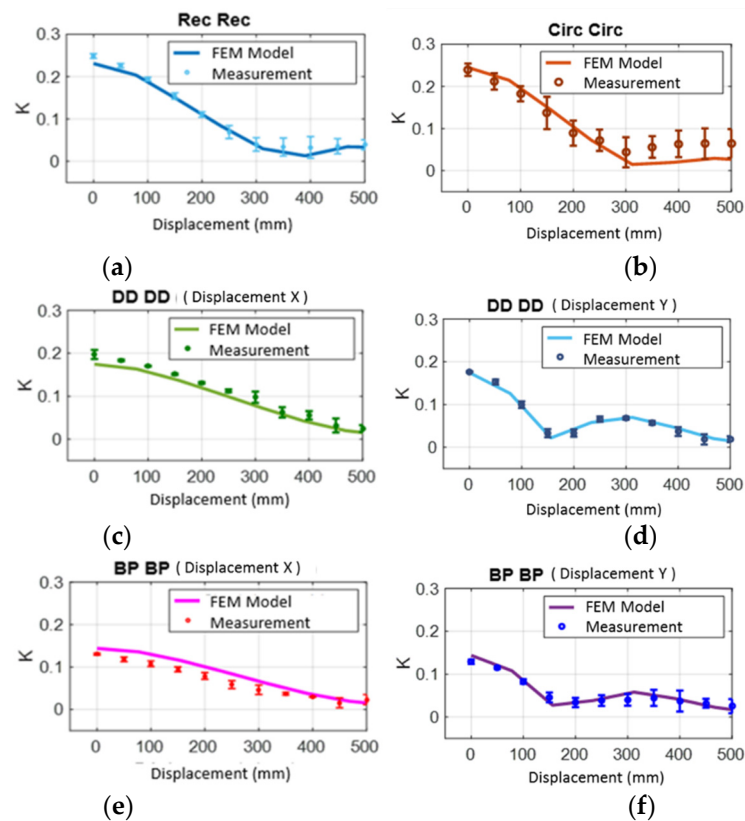 Rec Rec
0.3
0.2
0.1
0
K
FEM Model
Measurement
0 100 200 300 400 500
Displacement (mm)
(a)
Circ Circ
0.3
0.2
0.1
0
K
FEM Model
Measurement
0 100 200 300 400 500
Displacement (mm)
(b)
DD DD ( Displacement X )
0.3
0.2
0.1
0
K
FEM Model
Measurement
0 100 200 300 400 500
Displacement (mm)
(c)
DD DD ( Displacement Y )
0.3
0.2
0.1
0
K
FEM Model
Measurement
0 100 200 300 400 500
Displacement (mm)
(d)
BP BP ( Displacement X )
0.3
0.2
0.1
0
K
FEM Model
Measurement
0 100 200 300 400 500
(mm)
(e)
BP BP ( Displacement Y )
0.3
0.2
0.1
0
K
FEM Model
Measurement
0 100 200 300 400 500
Displacement (mm)
(f)